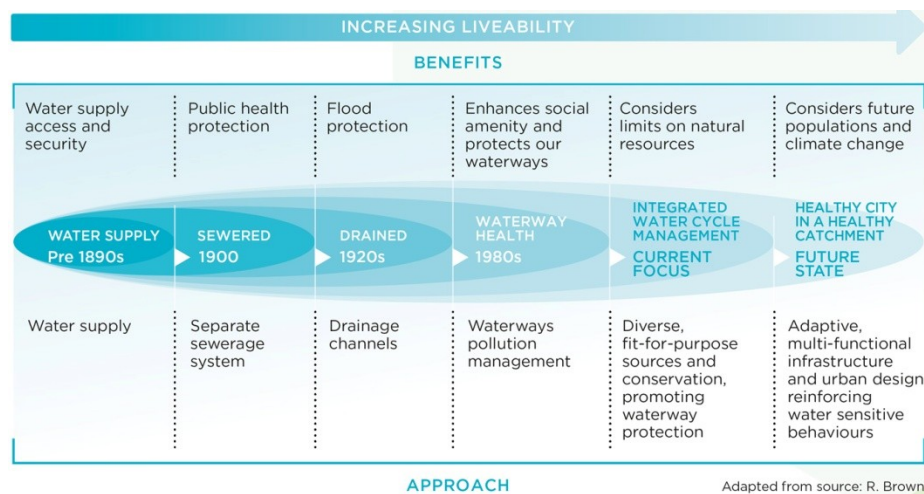 INCREASING LIVEABILITY
BENEFITS
Water supply
access and
security
Public health
protection
Flood
protection
Enhances social
amenity and
protects our
waterways
Considers
limits on natural
resources
Considers future
populations and
climate change
WATER SUPPLY
Pre 1890s
SEWERED
1900
DRAINED
1920s
WATERWAY
HEALTH
1980s
INTEGRATED
WATER CYCLE
MANAGEMENT
CURRENT
FOCUS
HEALTHY CITY
IN A HEALTHY
CATCHMENT
FUTURE
STATE
Water supply
Separate
sewerage
system
Drainage
channels
Waterways
pollution
management
Diverse,
fit-for-purpose
sources and
conservation,
promoting
waterway
protection
Adaptive,
multi-functional
infrastructure
and urban design
reinforcing
water sensitive
behaviours
APPROACH
Adapted from source: R. Brown